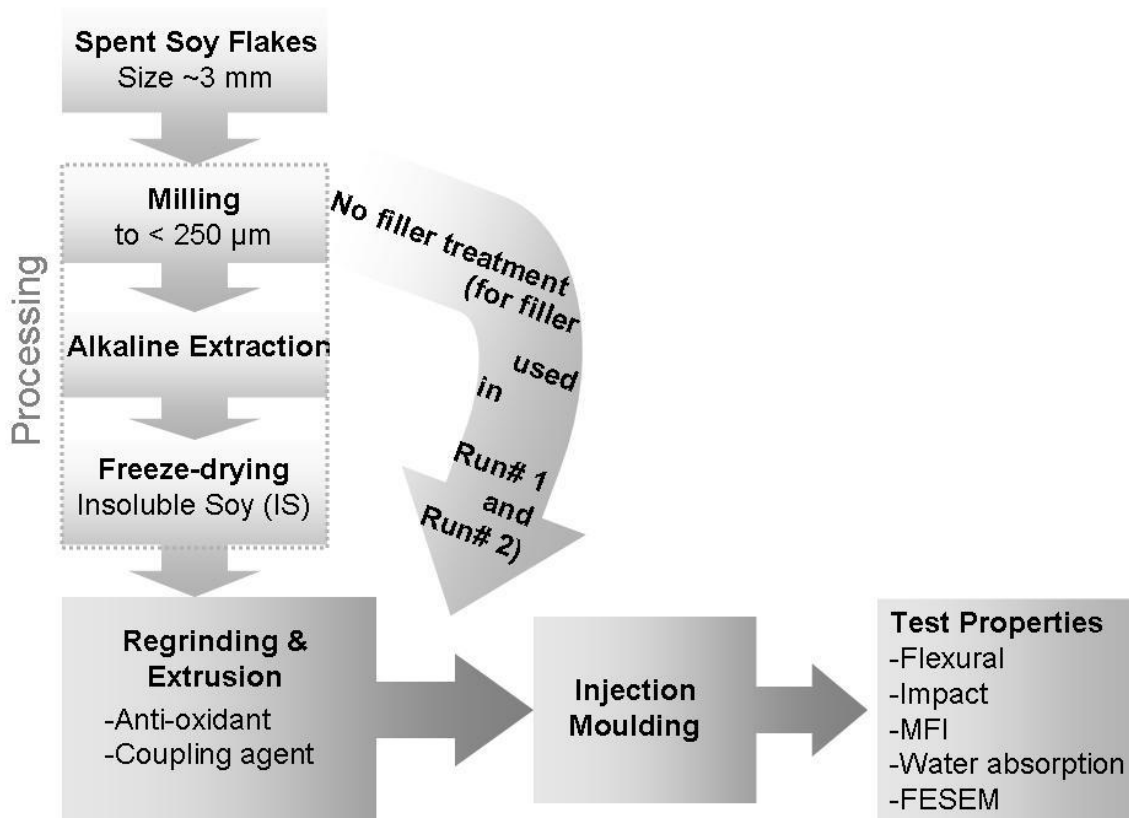 Spent Soy Flakes
Size ~3 mm
Processing
Milling
to < 250 µm
Alkaline Extraction
Freeze-drying
Insoluble Soy (IS)
No filler treatment
(for filler
used
in
Run# 1
and
Run# 2)
Regrinding &
Extrusion
-Anti-oxidant
-Coupling agent
Injection
Moulding
Test Properties
-Flexural
-Impact
-MFI
-Water absorption
-FESEM